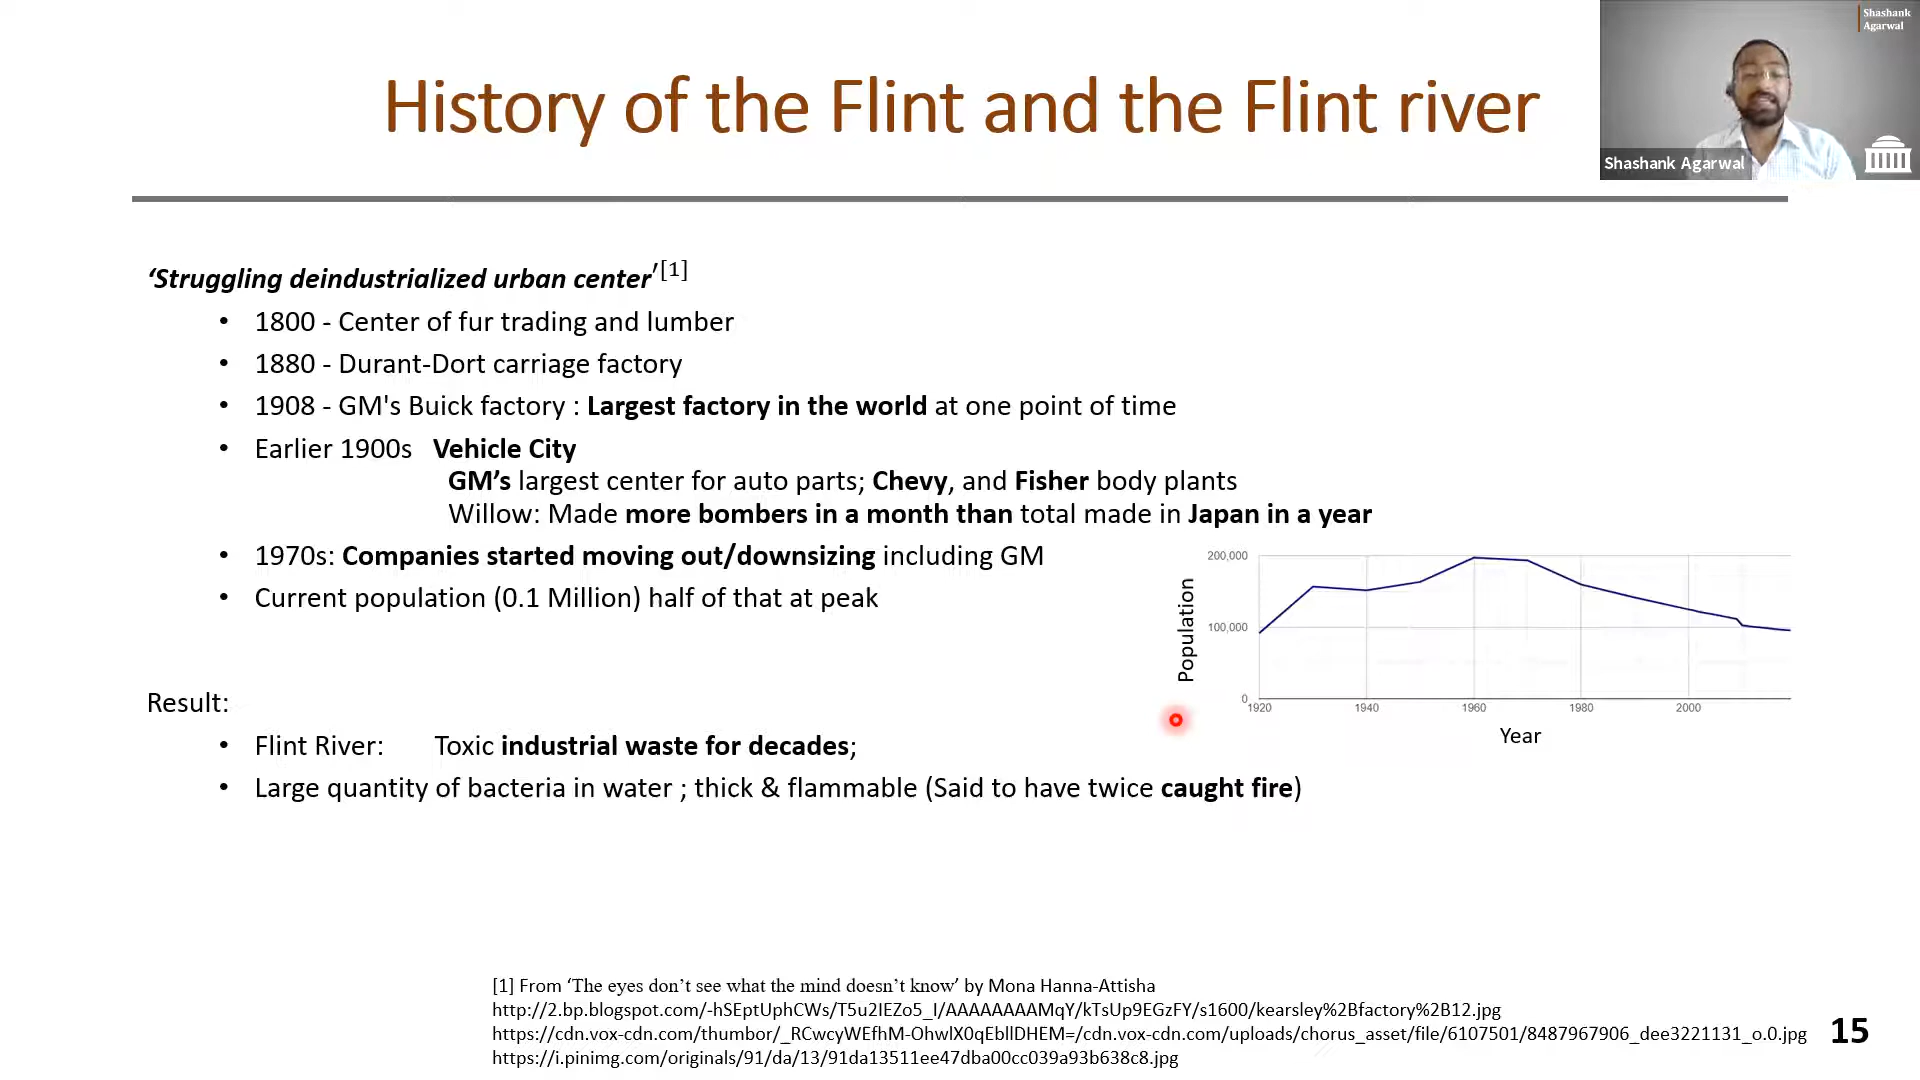 Shashank
Agarwal
History of the Flint and the Flint river
Shashank Agarwal
‘Struggling deindustrialized urban center’[1]
• 1800 - Center of fur trading and lumber
• 1880 - Durant-Dort carriage factory
• 1908 - GM's Buick factory : Largest factory in the world at one point of time
• Earlier 1900s Vehicle City
GM’s largest center for auto parts; Chevy, and Fisher body plants
Willow: Made more bombers in a month than total made in Japan in a year
• 1970s: Companies started moving out/downsizing including GM
• Current population (0.1 Million) half of that at peak
Population
200,000
100,000
0
1920 1940 1960 1980 2000
Year
Result:
• Flint River: Toxic industrial waste for decades;
• Large quantity of bacteria in water ; thick & flammable (Said to have twice caught fire)
[1] From ‘The eyes don’t see what the mind doesn’t know’ by Mona Hanna-Attisha
http://2.bp.blogspot.com/-hSEptUphCWs/T5u2IEZo5_I/AAAAAAAAMqY/kTsUp9EGzFY/s1600/kearsley%2Bfactory%2B12.jpg
https://cdn.vox-cdn.com/thumbor/_RCwcyWEfhM-OhwlX0qEbllDHEM=/cdn.vox-cdn.com/uploads/chorus_asset/file/6107501/8487967906_dee3221131_o.0.jpg
https://i.pinimg.com/originals/91/da/13/91da13511ee47dba00cc039a93b638c8.jpg
15